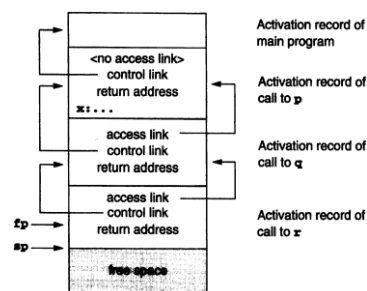 Activation record of
main program
<no access link>
control link
return address
x:...
Activation record of
call to p
access link
control link
return address
Activation record of
call to q
access link
control link
return address
Activation record of
call to r
fp
sp
free space